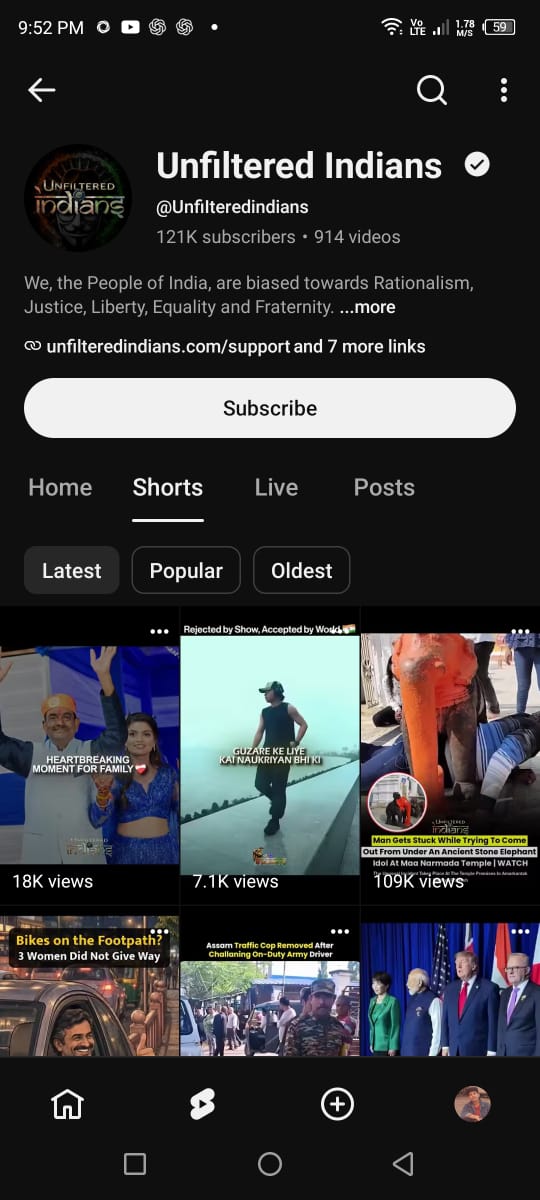 9:52 PM
Vo
LTE
1.78
M/S
59
Unfiltered Indians
UNFILTERED
indians
@Unfilteredindians
121K subscribers • 914 videos
We, the People of India, are biased towards Rationalism,
Justice, Liberty, Equality and Fraternity. ...more
unfilteredindians.com/support and 7 more links
Subscribe
Home
Shorts
Live
Posts
Latest
Popular
Oldest
HEARTBREAKING
MOMENT FOR FAMILY
UNFILTERED
indians
18K views
Rejected by Show, Accepted by World
GUZARE KE LIYE
KAI NAUKRIYAN BHI KI
7.1K views
UNFILTERED
indians
Man Gets Stuck While Trying To Come
Out From Under An Ancient Stone Elephant
Idol At Maa Narmada Temple | WATCH
109K views
Bikes on the Footpath?
3 Women Did Not Give Way
Assam Traffic Cop Removed After
Challaning On-Duty Army Driver